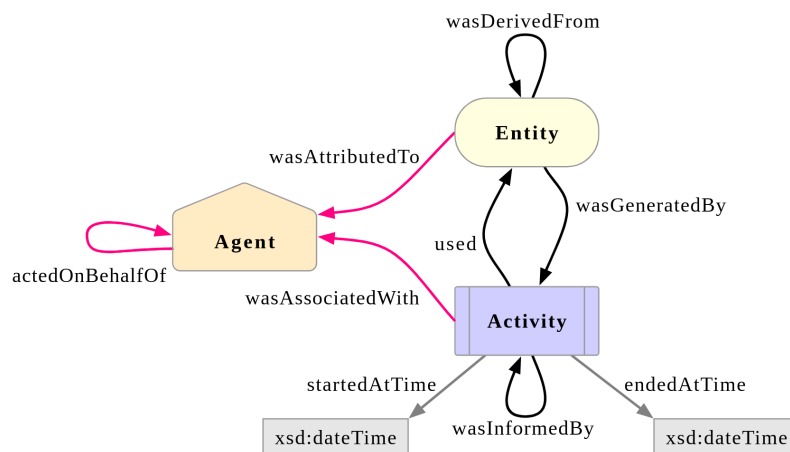 wasDerivedFrom
Entity
wasAttributedTo
wasGeneratedBy
Agent
used
actedOnBehalfOf
wasAssociatedWith
Activity
startedAtTime
endedAtTime
wasInformedBy
xsd:dateTime
xsd:dateTime